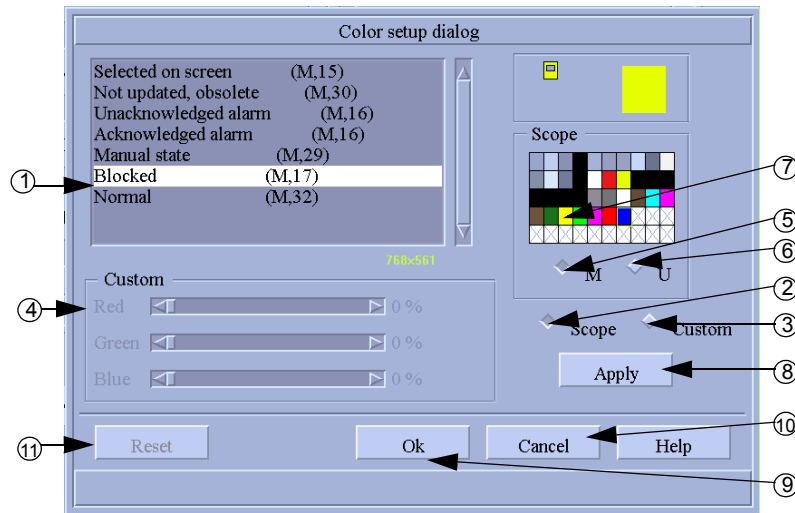 Color setup dialog
Selected on screen (M,15)
Not updated, obsolete (M,30)
Unacknowledged alarm (M,16)
Acknowledged alarm (M,16)
Manual state (M,29)
Blocked (M,17)
Normal (M,32)
768x561
Scope
M U
Scope Custom
Apply
Custom
Red 0 %
Green 0 %
Blue 0 %
Reset Ok Cancel Help
1
7
5
6
2
4
3
8
10
11
9